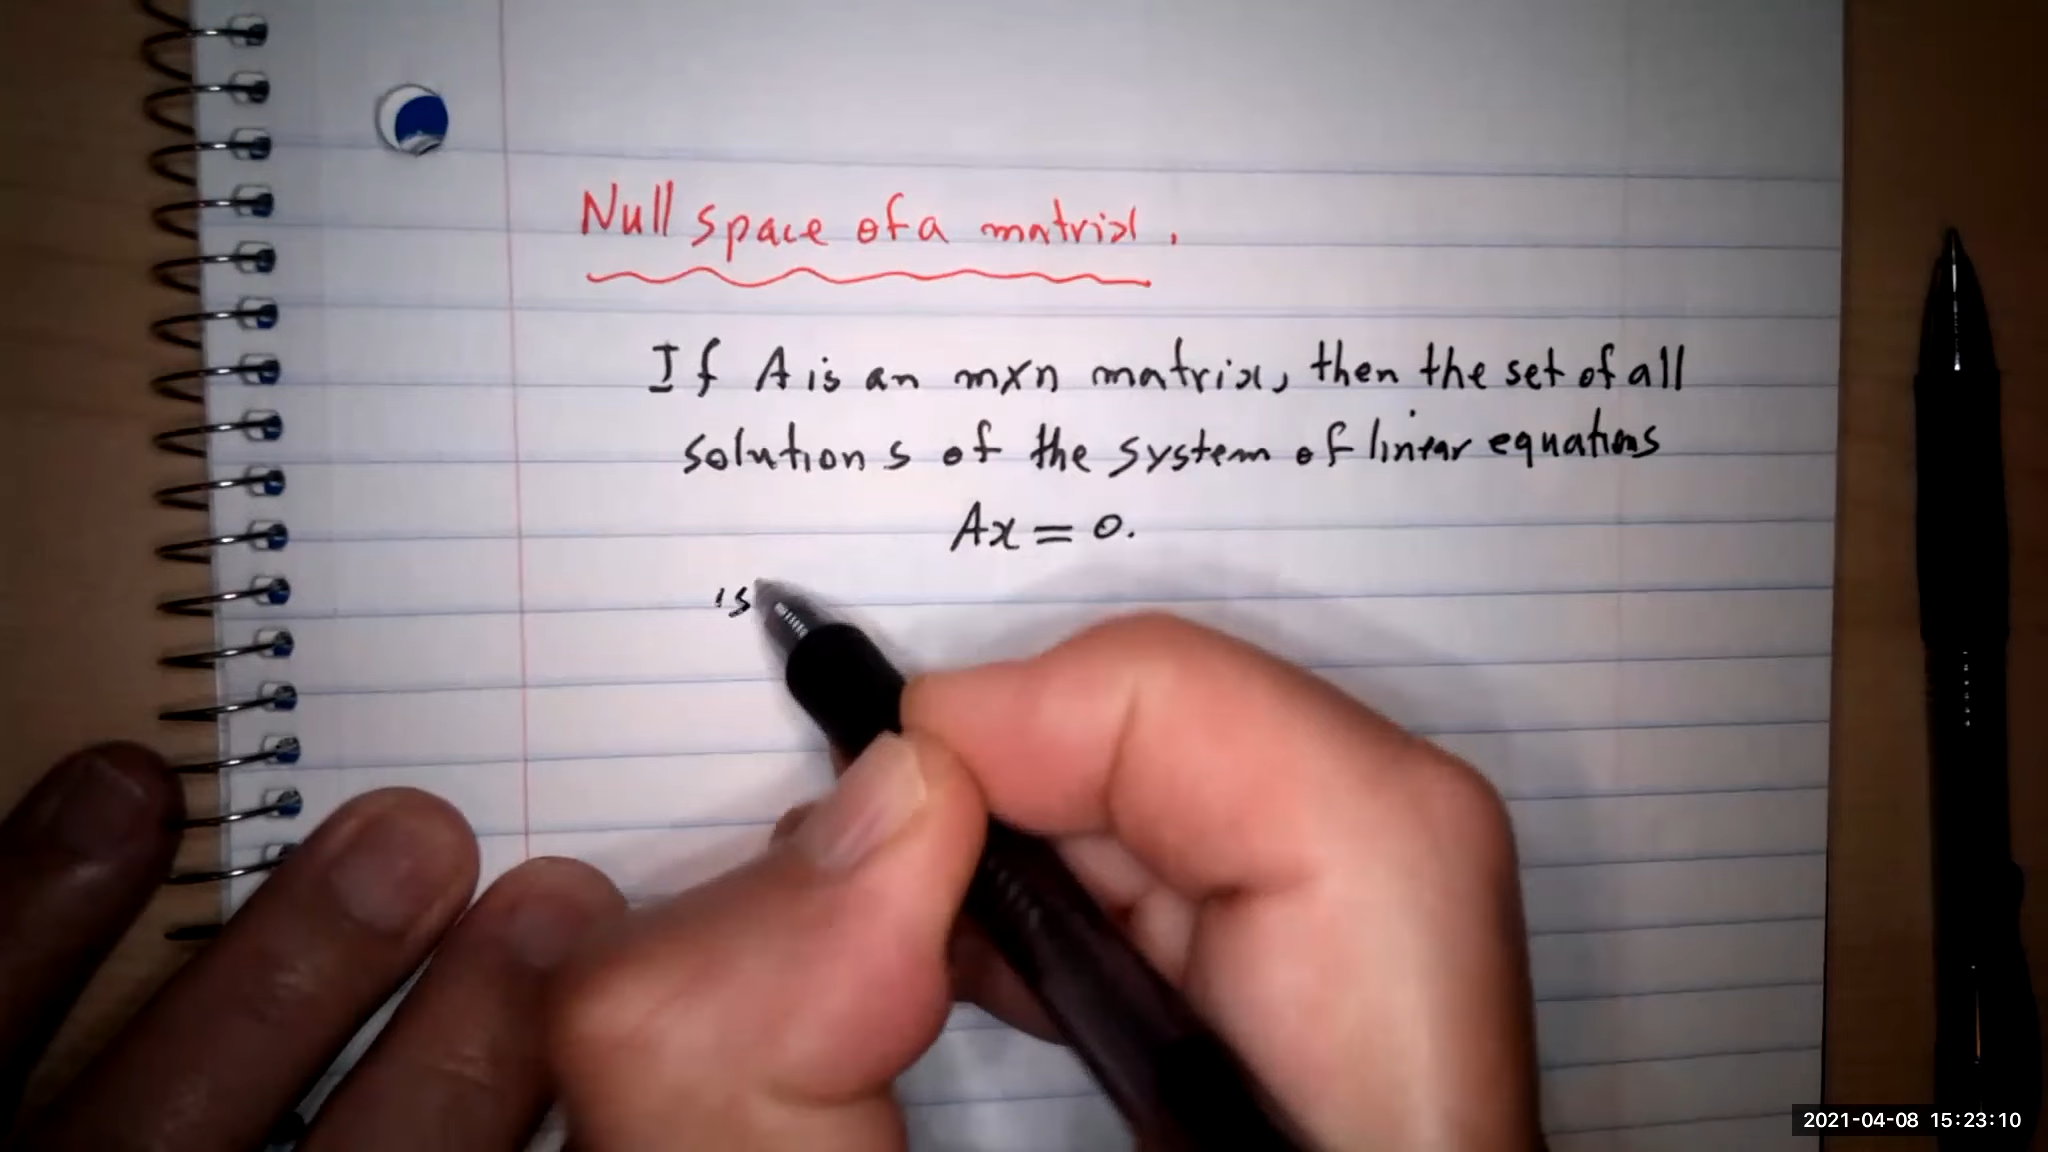 Null space of a matrix.
If A is an m×n matrix, then the set of all
solutions of the system of linear equations
Ax = 0.
is
2021-04-08 15:23:10